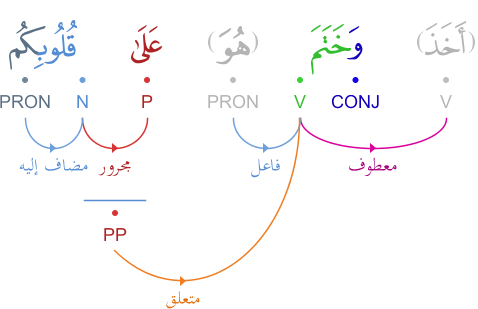 (أَخَذَ) وَخَتَمَ (هُوَ) عَلَىٰ قُلُوبِكُم
PRON N P PRON V CONJ V
مضاف إليه مجرور فاعل معطوف
PP
متعلق